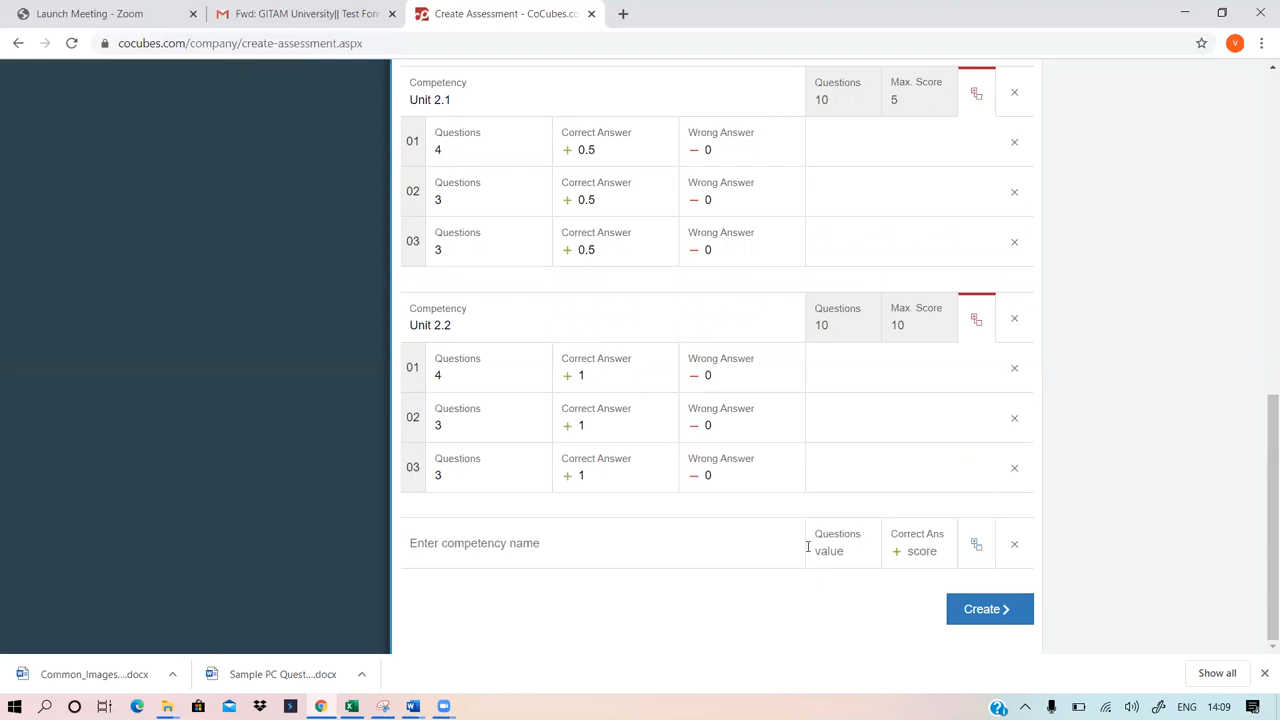 Launch Meeting - Zoom
Fwd: GITAM University|| Test For
Create Assessment - CoCubes.co
cocubes.com/company/create-assessment.aspx
V
Competency
Unit 2.1
Questions
10
Max. Score
5
01
Questions
4
Correct Answer
+ 0.5
Wrong Answer
− 0
02
Questions
3
Correct Answer
+ 0.5
Wrong Answer
− 0
03
Questions
3
Correct Answer
+ 0.5
Wrong Answer
− 0
Competency
Unit 2.2
Questions
10
Max. Score
10
01
Questions
4
Correct Answer
+ 1
Wrong Answer
− 0
02
Questions
3
Correct Answer
+ 1
Wrong Answer
− 0
03
Questions
3
Correct Answer
+ 1
Wrong Answer
− 0
Enter competency name
Questions
value
Correct Ans
+ score
Create
Common_Images....docx
Sample PC Quest....docx
Show all
ENG
14:09